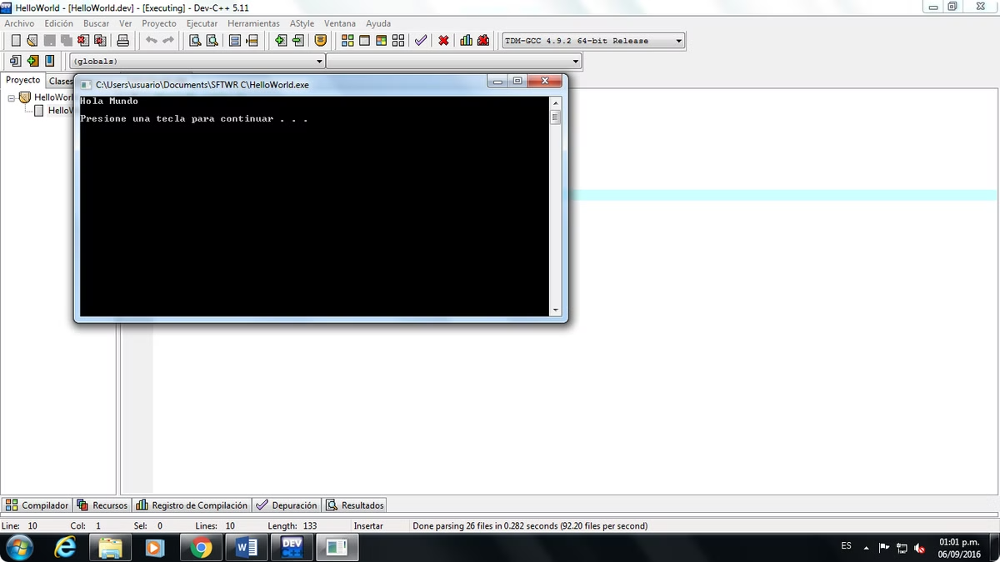 HelloWorld - [HelloWorld.dev] - [Executing] - Dev-C++ 5.11
Archivo Edición Buscar Ver Proyecto Ejecutar Herramientas AStyle Ventana Ayuda
TDM-GCC 4.9.2 64-bit Release
(globals)
Proyecto Clases
C:\Users\usuario\Documents\SFTWR C\HelloWorld.exe
Hola Mundo
Presione una tecla para continuar . . .
Compilador Recursos Registro de Compilación Depuración Resultados
Line: 10 Col: 1 Sel: 0 Lines: 10 Length: 133 Insertar Done parsing 26 files in 0.282 seconds (92.20 files per second)
DEV
C++
ES
01:01 p.m.
06/09/2016